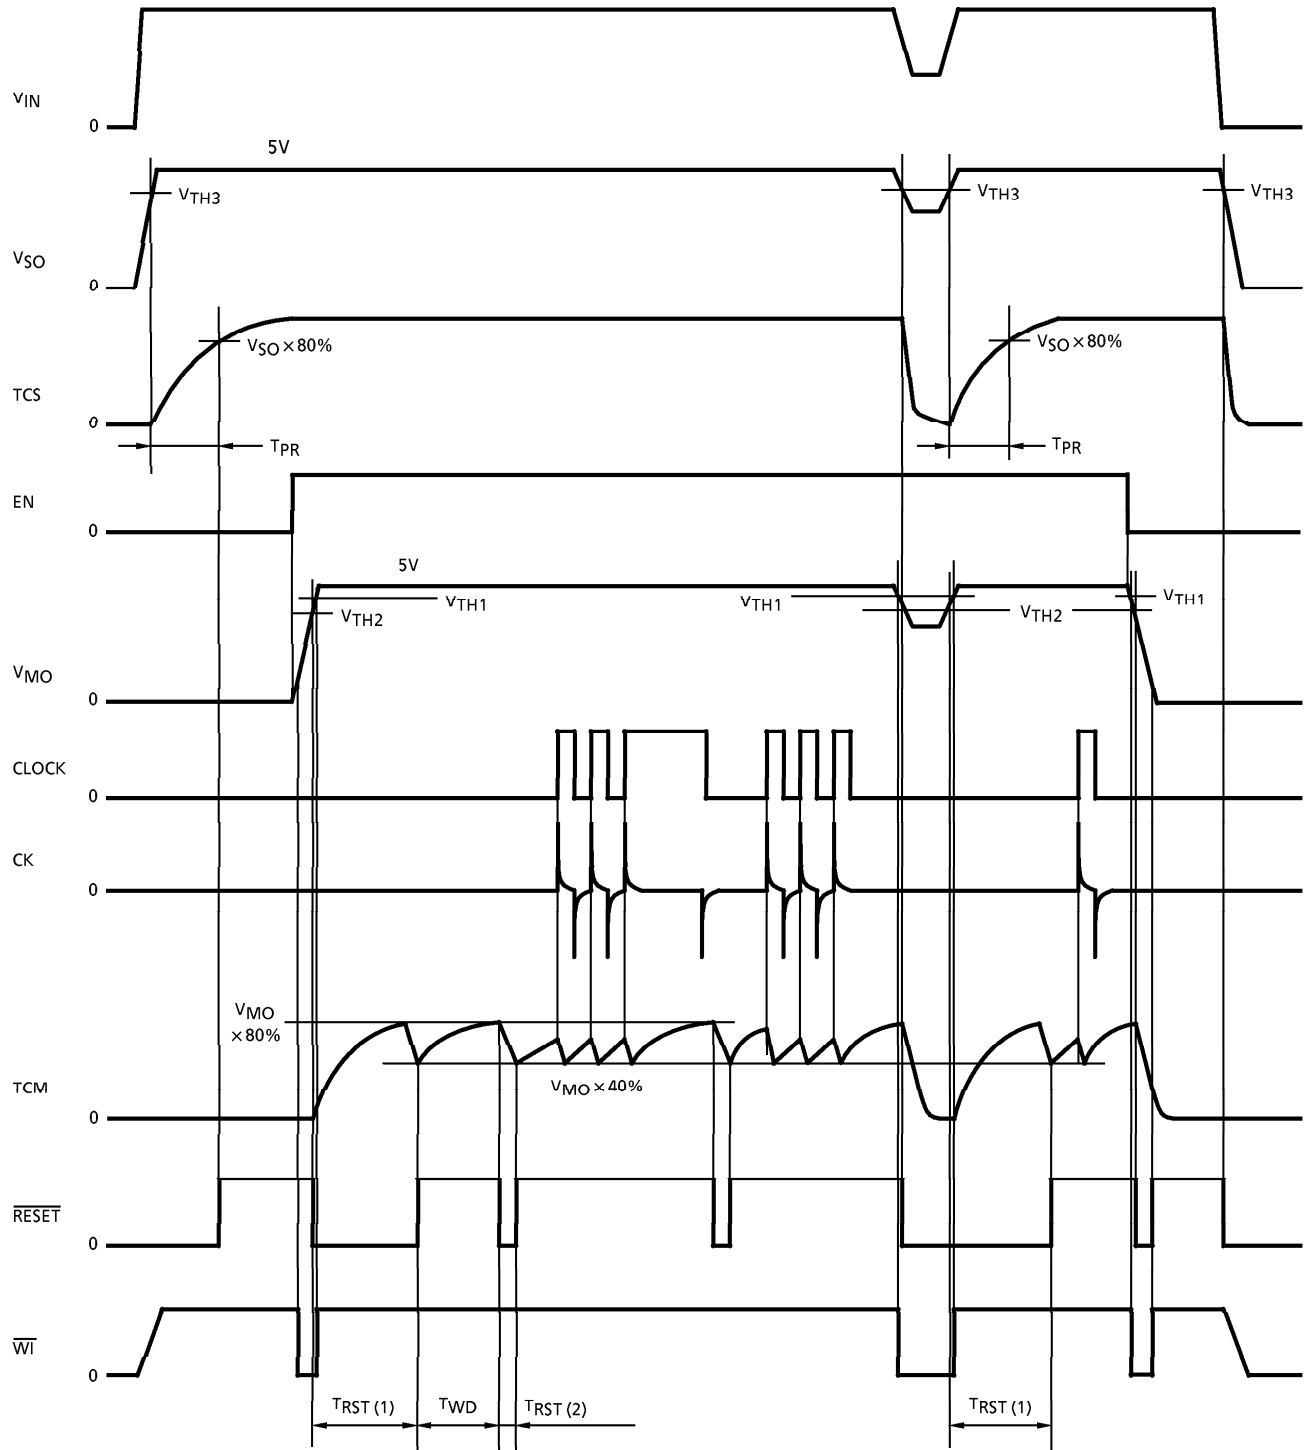 VIN
0
5V
VTH3
VTH3
VTH3
VSO
0
VSO×80%
VSO×80%
TCS
0
TPR
TPR
EN
0
5V
VTH1
VTH1
VTH1
VTH2
VTH2
VMO
0
CLOCK
0
CK
0
VMO
×80%
VMO×40%
TCM
0
RESET
0
WI
0
TRST (1)
TWD
TRST (2)
TRST (1)